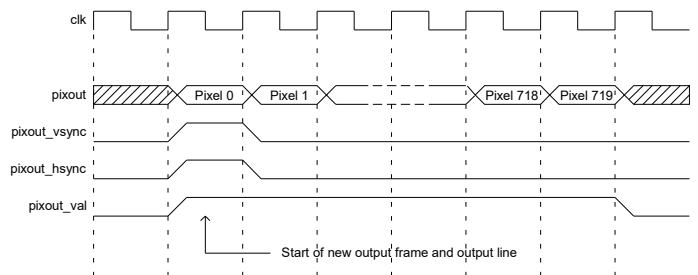 clk
pixout
Pixel 0 Pixel 1 Pixel 718 Pixel 719
pixout_vsync
pixout_hsync
pixout_val
Start of new output frame and output line